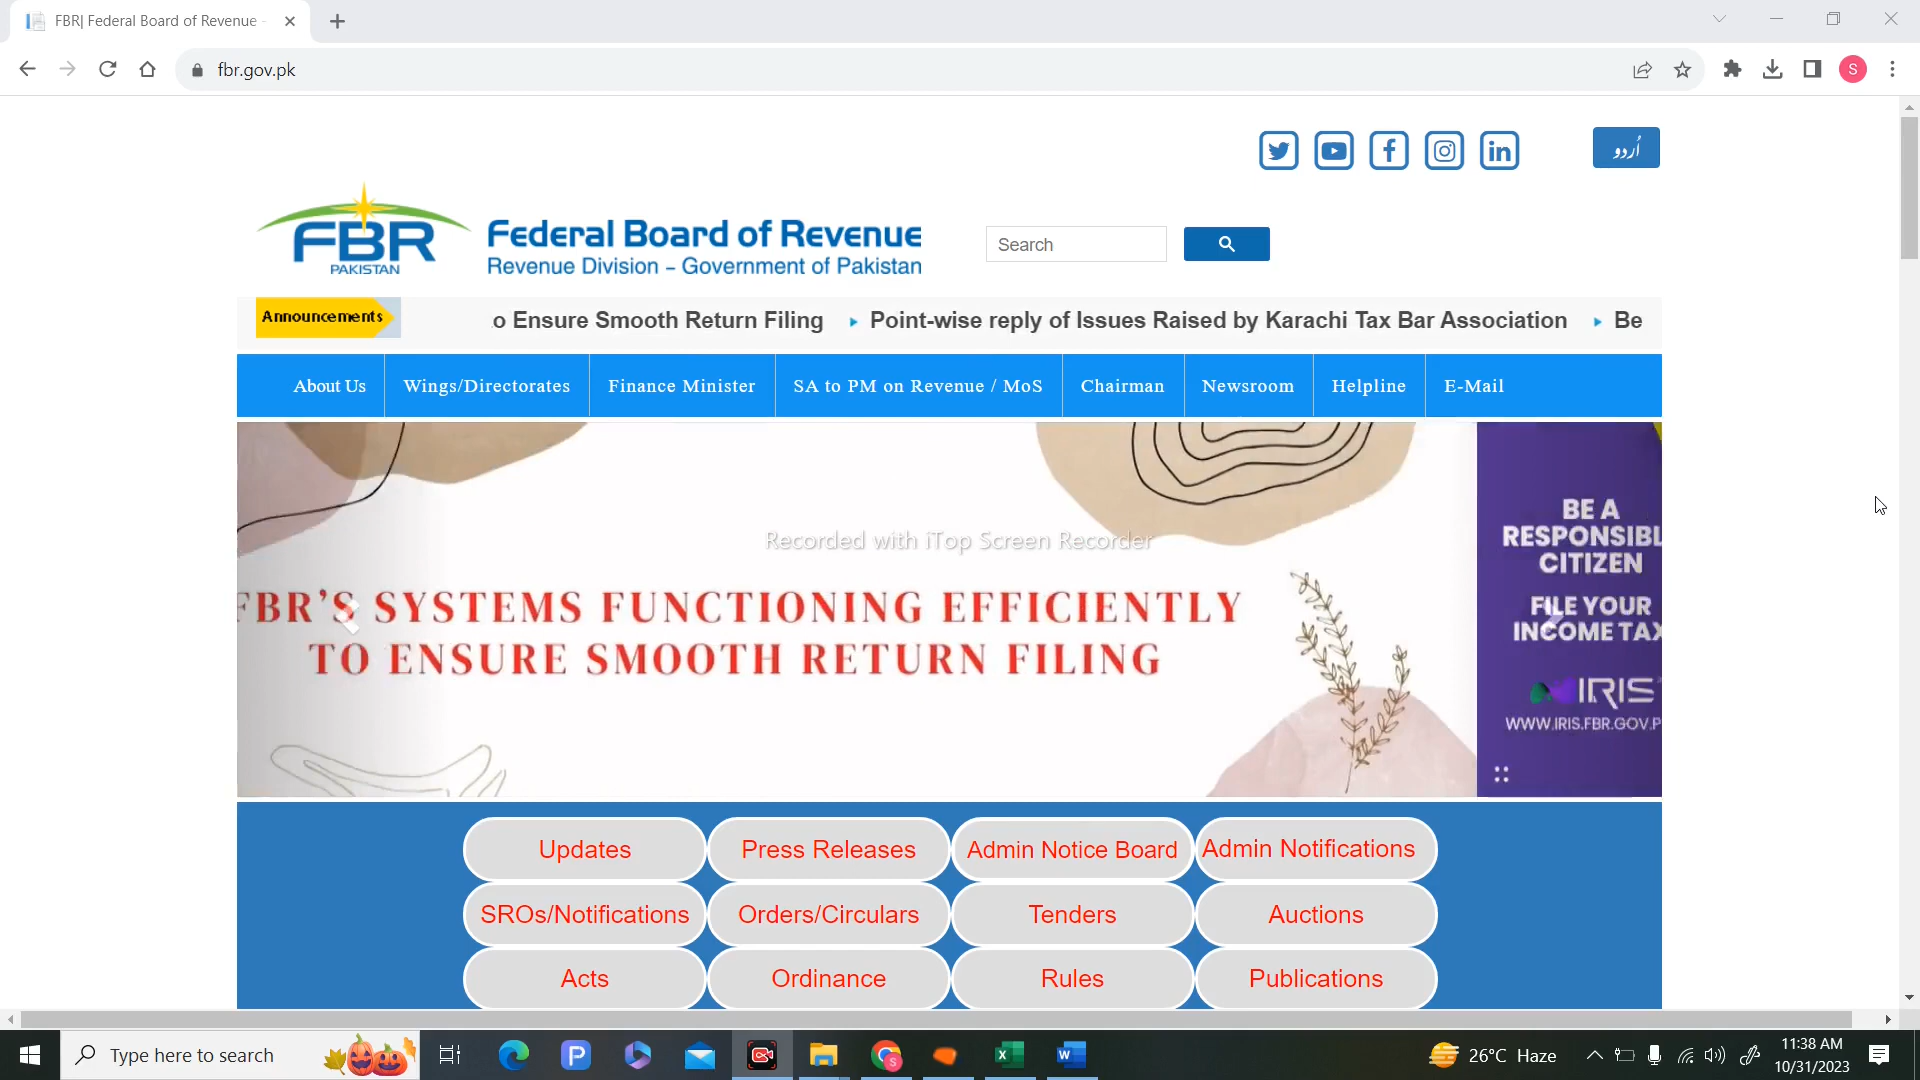 FBR| Federal Board of Revenue -
fbr.gov.pk
S
اُردو
FBR
PAKISTAN
Federal Board of Revenue
Revenue Division – Government of Pakistan
Search
Announcements
o Ensure Smooth Return Filing
Point-wise reply of Issues Raised by Karachi Tax Bar Association
Be
About Us
Wings/Directorates
Finance Minister
SA to PM on Revenue / MoS
Chairman
Newsroom
Helpline
E-Mail
Recorded with iTop Screen Recorder
FBR'S SYSTEMS FUNCTIONING EFFICIENTLY
TO ENSURE SMOOTH RETURN FILING
BE A
RESPONSIBL
CITIZEN
FILE YOUR
INCOME TAX
IRIS
WWW.IRIS.FBR.GOV.P
Updates
Press Releases
Admin Notice Board
Admin Notifications
SROs/Notifications
Orders/Circulars
Tenders
Auctions
Acts
Ordinance
Rules
Publications
Type here to search
26°C Haze
11:38 AM
10/31/2023